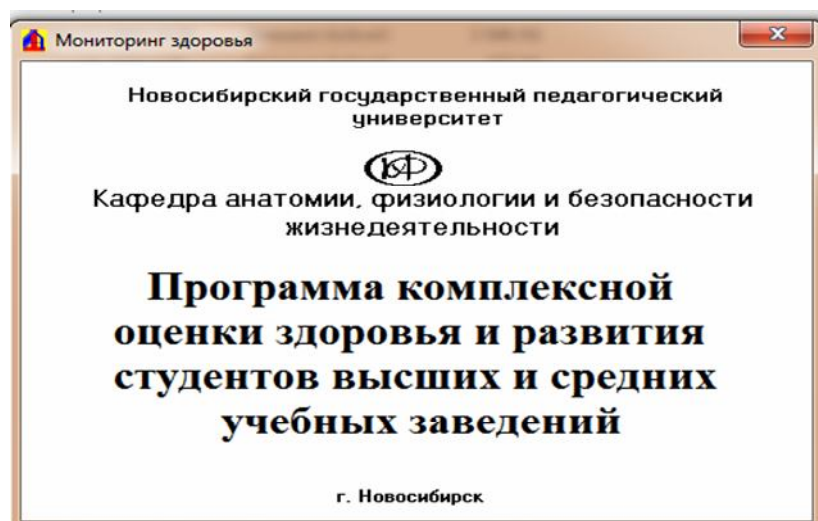 Мониторинг здоровья
Новосибирский государственный педагогический
университет
Кафедра анатомии, физиологии и безопасности
жизнедеятельности
Программа комплексной
оценки здоровья и развития
студентов высших и средних
учебных заведений
г. Новосибирск